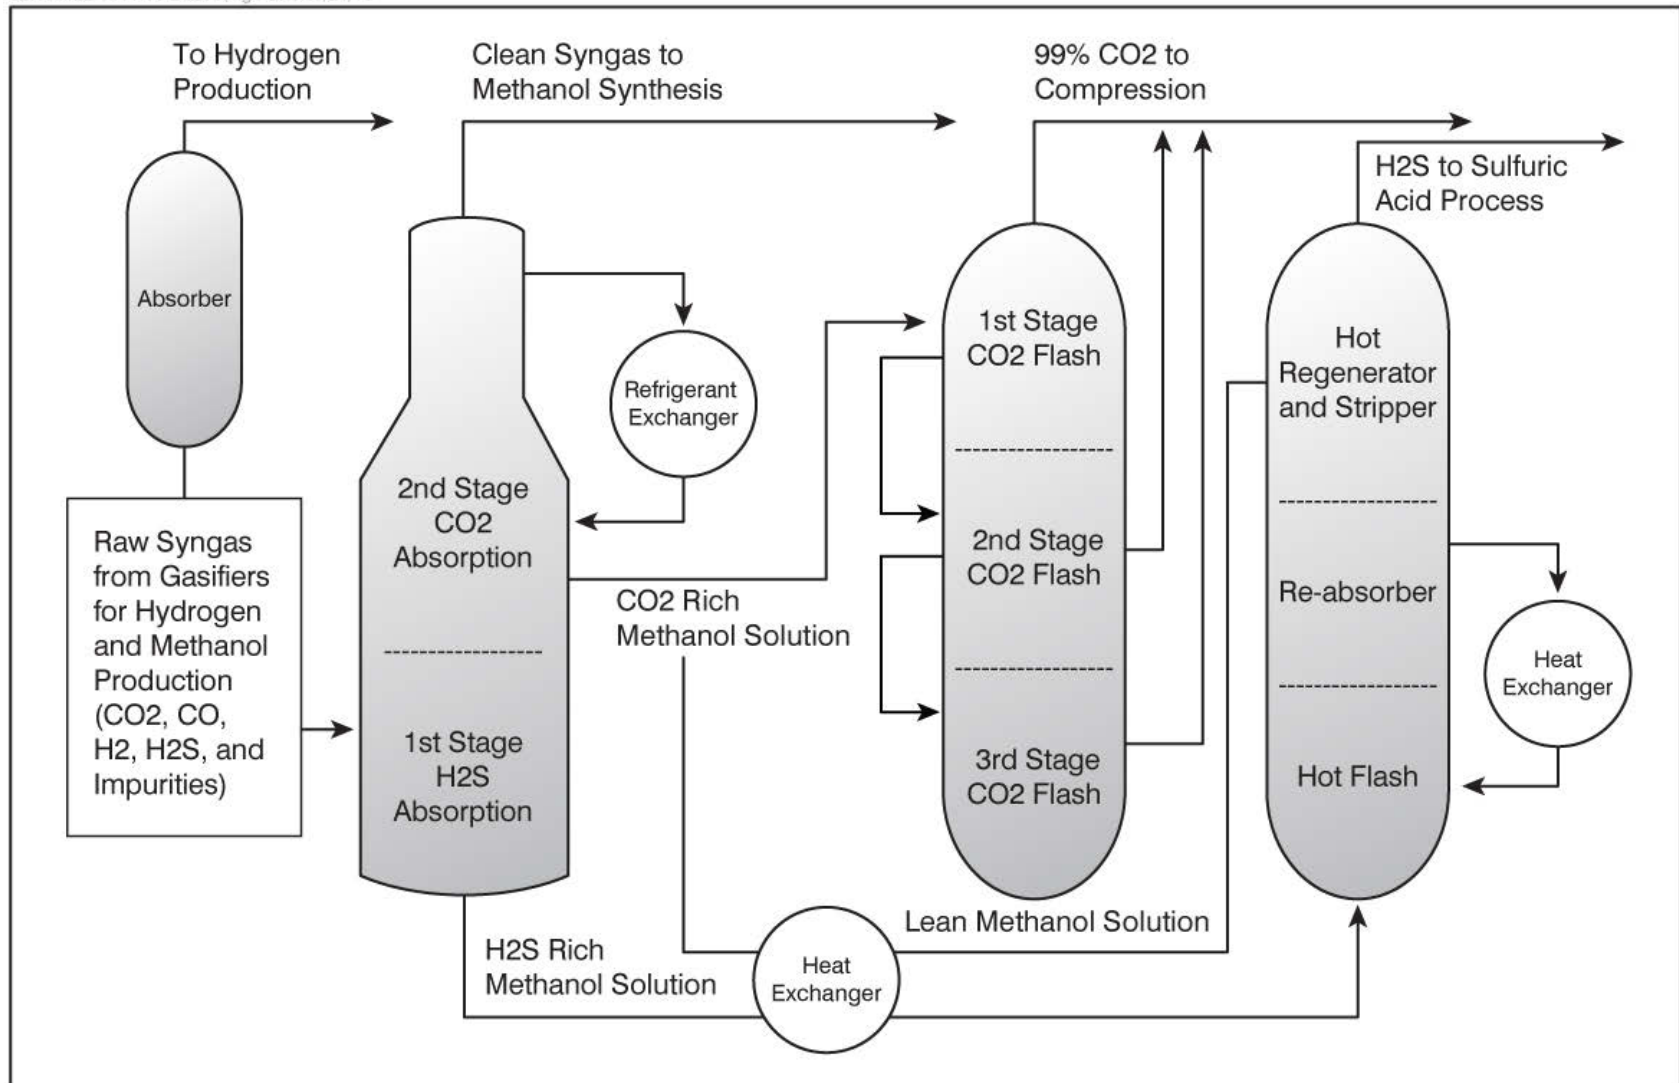 To Hydrogen
Production
Clean Syngas to
Methanol Synthesis
99% CO2 to
Compression
H2S to Sulfuric
Acid Process
Absorber
Raw Syngas
from Gasifiers
for Hydrogen
and Methanol
Production
(CO2, CO,
H2, H2S, and
Impurities)
2nd Stage
CO2
Absorption
1st Stage
H2S
Absorption
Refrigerant
Exchanger
CO2 Rich
Methanol Solution
H2S Rich
Methanol Solution
Heat
Exchanger
Lean Methanol Solution
1st Stage
CO2 Flash
2nd Stage
CO2 Flash
3rd Stage
CO2 Flash
Hot
Regenerator
and Stripper
Re-absorber
Hot Flash
Heat
Exchanger